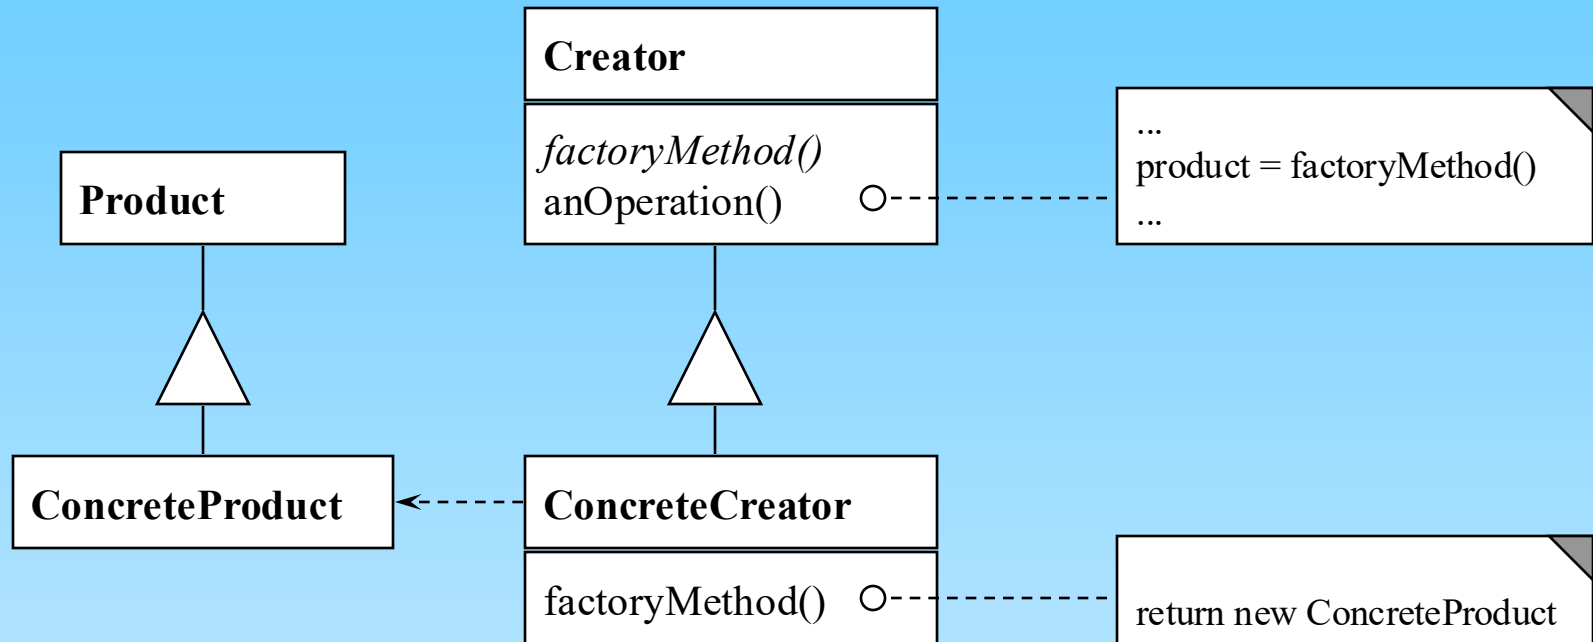 Creator
factoryMethod()
anOperation()
...
product = factoryMethod()
...
Product
ConcreteProduct
ConcreteCreator
factoryMethod()
return new ConcreteProduct